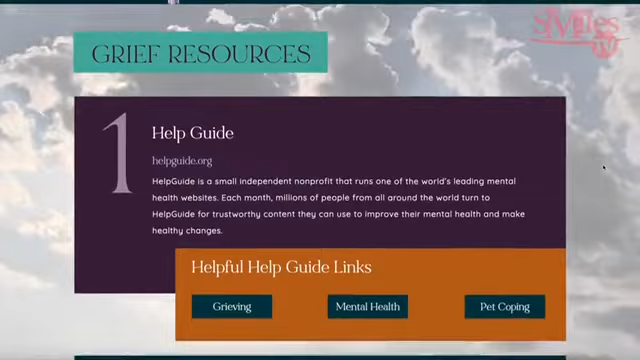 GRIEF RESOURCES
1
Help Guide
helpguide.org
HelpGuide is a small independent nonprofit that runs one of the world's leading mental
health websites. Each month, millions of people from all around the world turn to
HelpGuide for trustworthy content they can use to improve their mental health and make
healthy changes.
Helpful Help Guide Links
Grieving
Mental Health
Pet Coping
TV